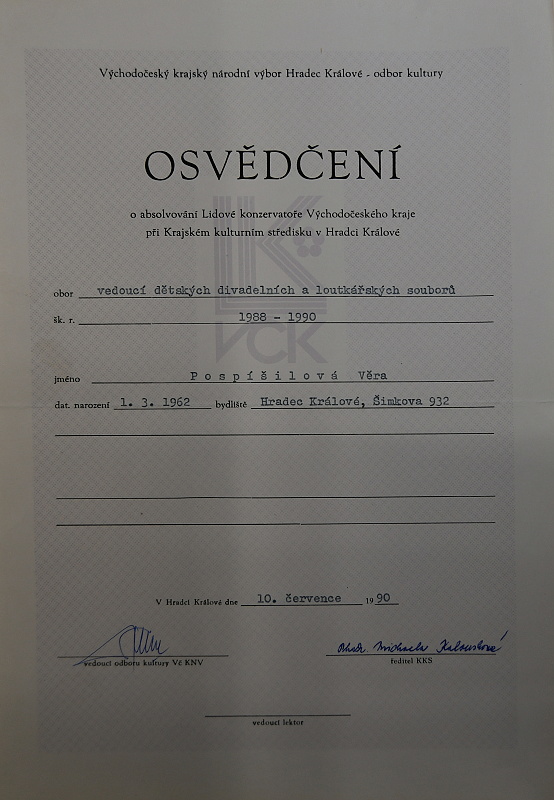 Východočeský krajský národní výbor Hradec Králové - odbor kultury
OSVĚDČENÍ
o absolvování Lidové konzervatoře Východočeského kraje
při Krajském kulturním středisku v Hradci Králové
obor vedoucí dětských divadelních a loutkářských souborů
šk. r. 1988 - 1990
jméno Pospíšilová Věra
dat. narození 1. 3. 1962 bydliště Hradec Králové, Šimkova 932
V Hradci Králové dne 10. července 1990
Michaela
vedoucí odboru kultury Vč KNV
ředitel KKS
vedoucí lektor